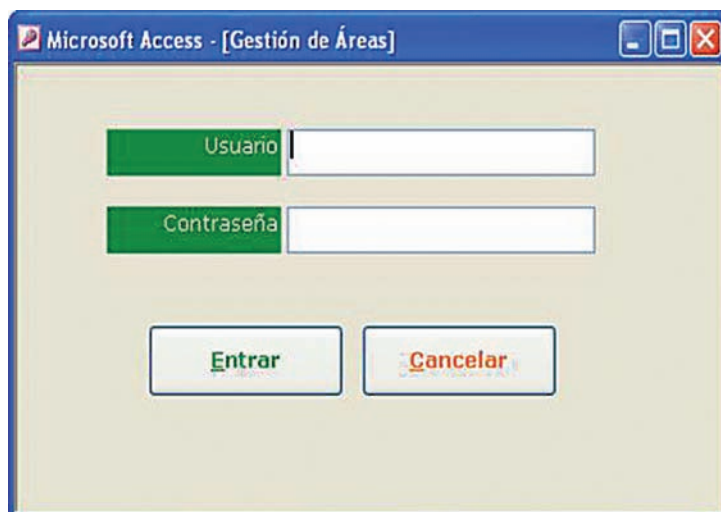 Microsoft Access - [Gestión de Áreas]
Usuario
Contraseña
Entrar
Cancelar